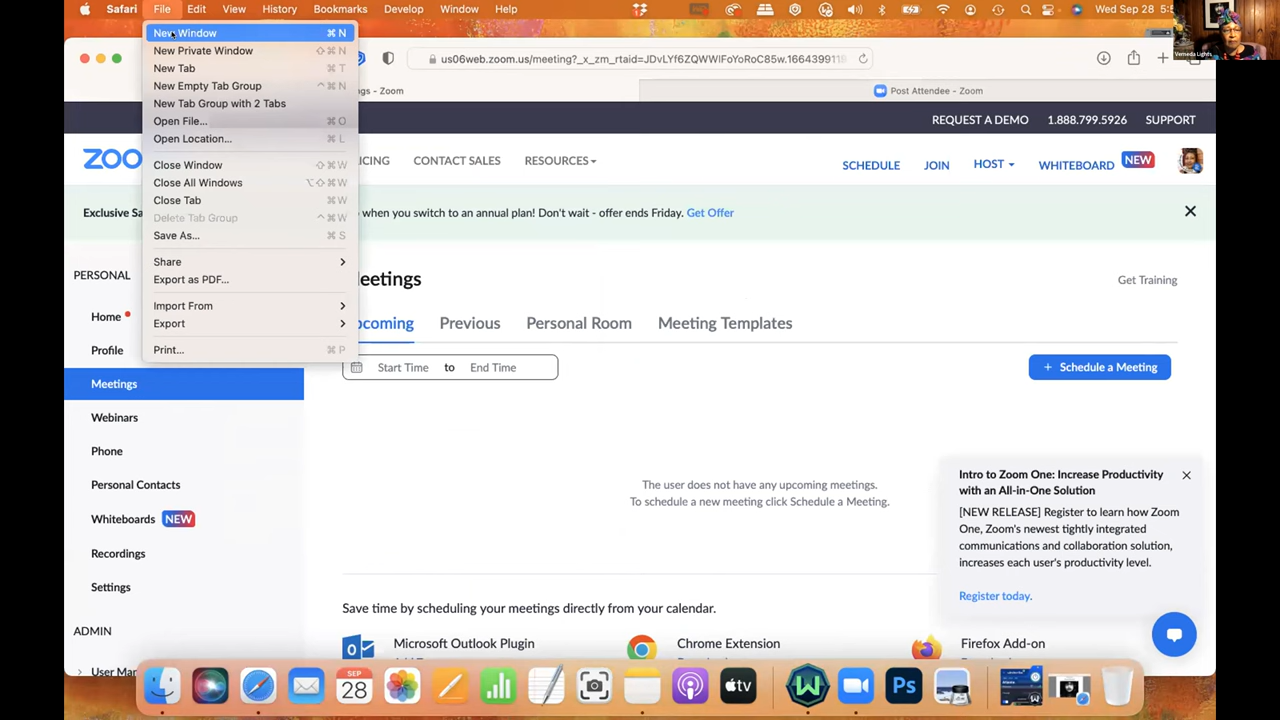 Safari File Edit View History Bookmarks Develop Window Help
New Window ⌘ N
New Private Window ⇧ ⌘ N
New Tab ⌘ T
New Empty Tab Group ^ ⌘ N
New Tab Group with 2 Tabs
Open File... ⌘ O
Open Location... ⌘ L
Close Window ⇧ ⌘ W
Close All Windows ⌥ ⇧ ⌘ W
Close Tab ⌘ W
Delete Tab Group ^ ⌘ W
Save As... ⌘ S
Share
Export as PDF...
Import From
Export
Print... ⌘ P
Wed Sep 28
Verneda Lights
us06web.zoom.us/meeting?_x_zm_rtaid=JDvLYf6ZQWWlFoYoRoC85w.1664399118
- Zoom
Post Attendee - Zoom
REQUEST A DEMO 1.888.799.5926 SUPPORT
CONTACT SALES RESOURCES
SCHEDULE JOIN HOST WHITEBOARD NEW
Exclusive
when you switch to an annual plan! Don't wait - offer ends Friday. Get Offer
PERSONAL
Home
Profile
Meetings
Webinars
Phone
Personal Contacts
Whiteboards NEW
Recordings
Settings
ADMIN
Get Training
Previous Personal Room Meeting Templates
Start Time to End Time
+ Schedule a Meeting
The user does not have any upcoming meetings.
To schedule a new meeting click Schedule a Meeting.
Intro to Zoom One: Increase Productivity
with an All-in-One Solution
[NEW RELEASE] Register to learn how Zoom
One, Zoom's newest tightly integrated
communications and collaboration solution,
increases each user's productivity level.
Register today.
Save time by scheduling your meetings directly from your calendar.
Microsoft Outlook Plugin
Chrome Extension
Firefox Add-on
SEP
28
tv
Ps